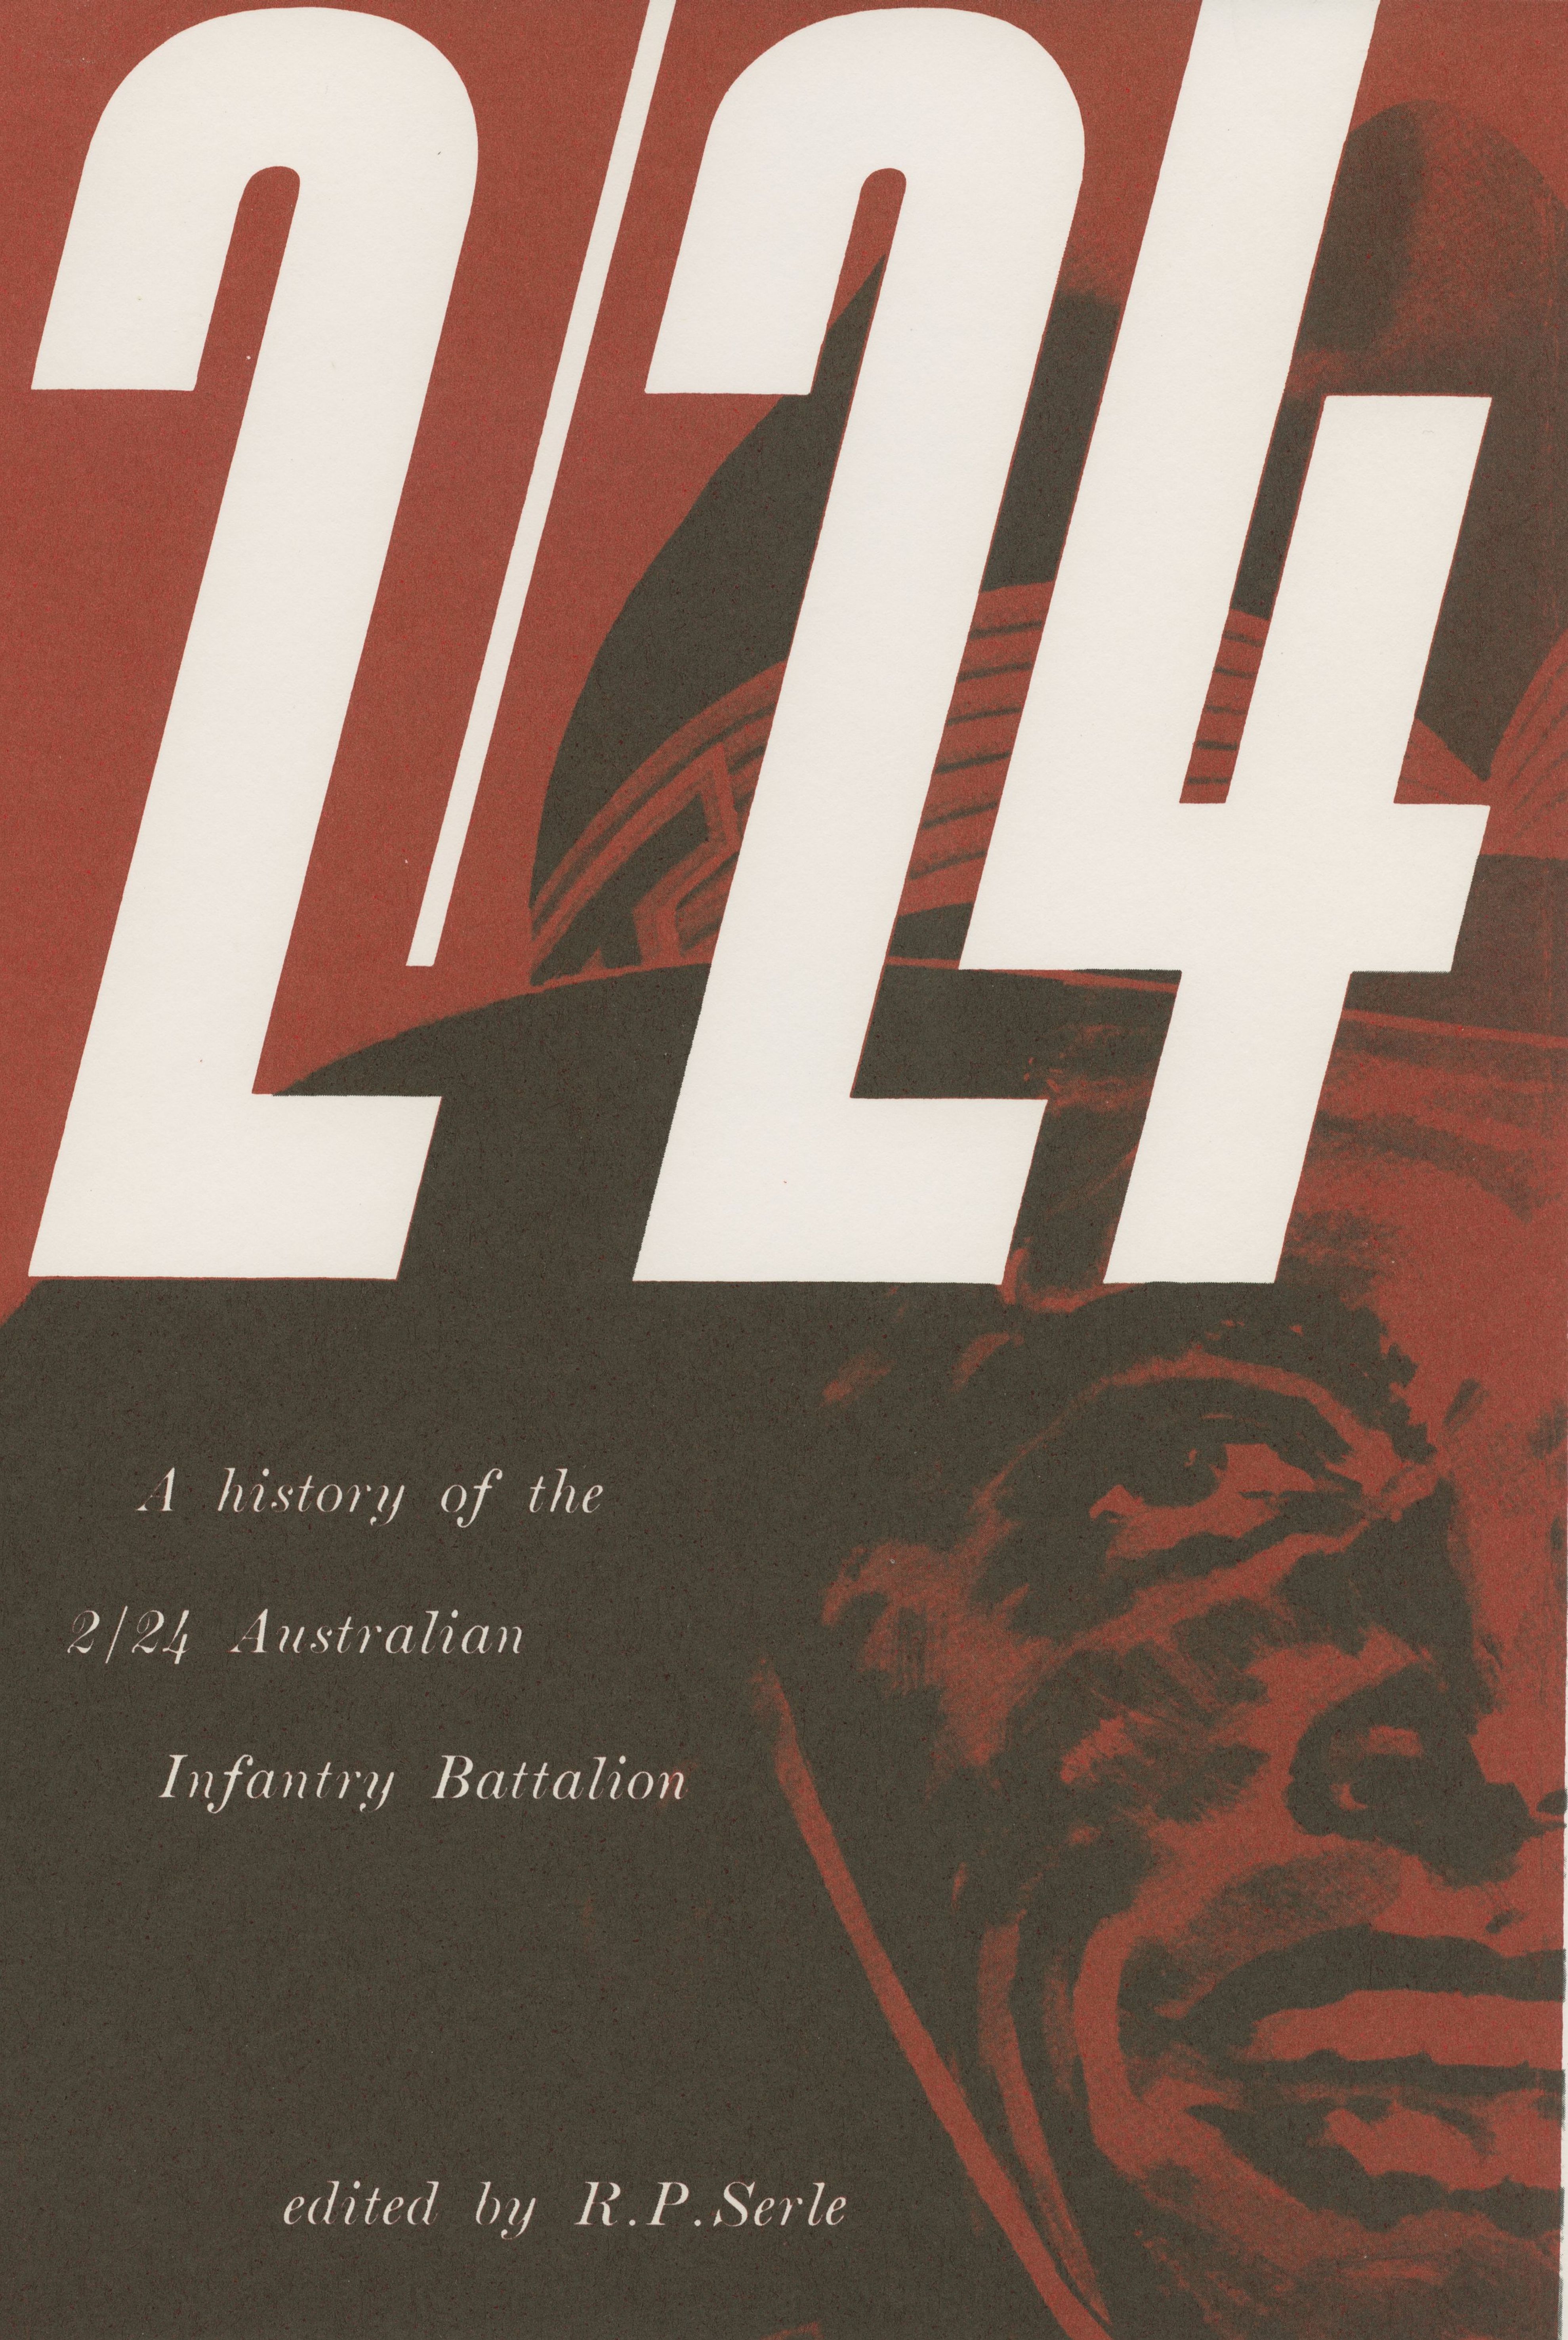 2/24
A history of the
2/24 Australian
Infantry Battalion
edited by R.P.Serle